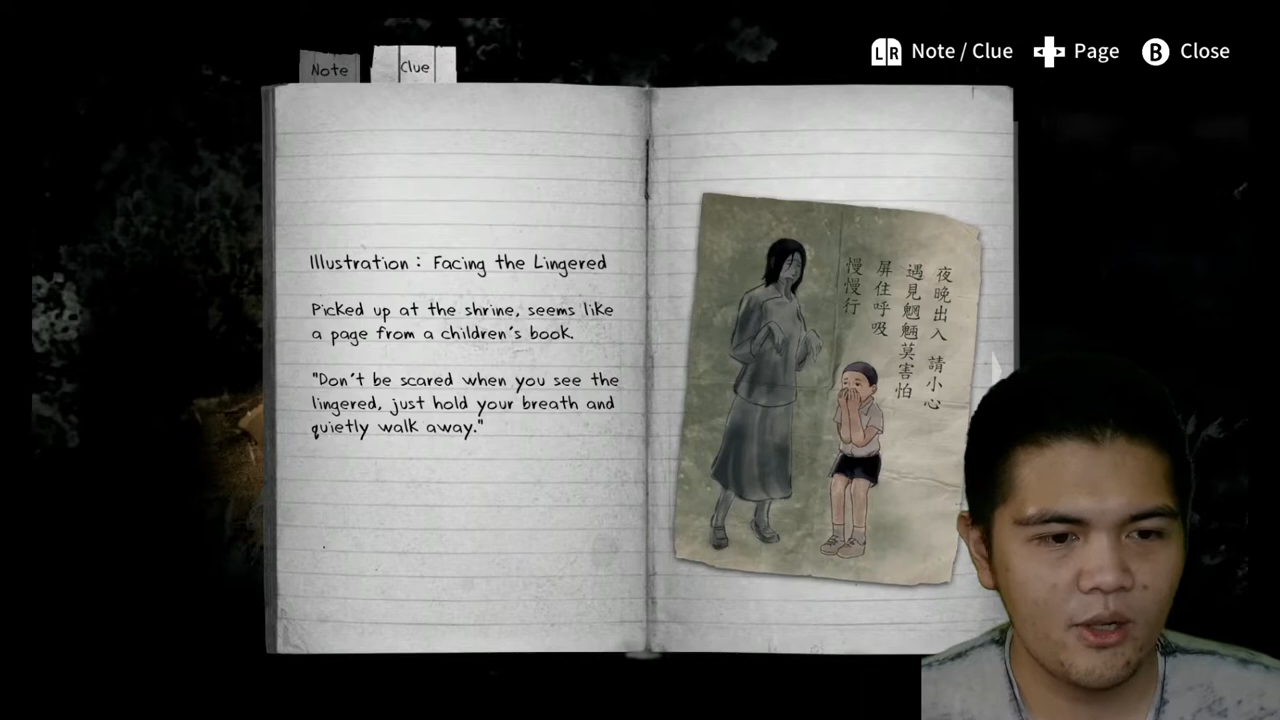 Note
Clue
LR Note / Clue
Page
B Close
Illustration : Facing the Lingered
Picked up at the shrine, seems like
a page from a children's book.
"Don't be scared when you see the
lingered, just hold your breath and
quietly walk away."
夜晚出入 請小心
遇見魍魎莫害怕
屏住呼吸
慢慢行